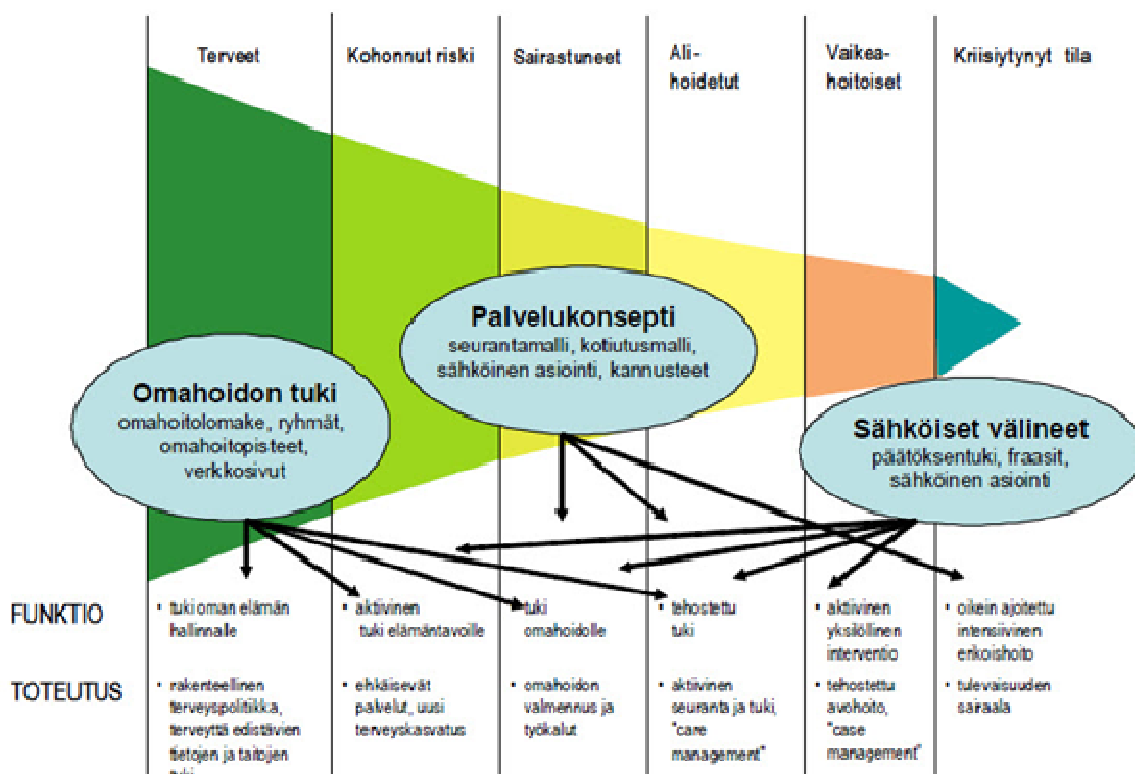 Terveet
Kohonnut riski
Sairastuneet
Ali-
hoidetut
Vaikea-
hoitoiset
Kriisiytynyt tila
Palvelukonsepti
seurantamalli, kotiutusmalli,
sähköinen asiointi, kannusteet
Omahoidon tuki
omahoitolomake, ryhmät,
omahoitopisteet,
verkkosivut
Sähköiset välineet
päätöksentuki, fraasit,
sähköinen asiointi
FUNKTIO
• tuki oman elämän
hallinnalle
• aktiivinen
tuki elämäntavoille
• tuki
omahoidolle
• tehostettu
tuki
• aktiivinen
yksilöllinen
interventio
• oikein ajoitettu
intensiivinen
erikoishoito
TOTEUTUS
• rakenteellinen
terveyspolitiikka,
terveyttä edistävien
tietojen ja taitojen
• ehkäisevät
palvelut, uusi
terveyskasvatus
• omahoidon
valmennus ja
työkalut
• aktiivinen
seuranta ja tuki,
"care
management"
• tehostettu
avohoito,
"case
management"
• tulevaisuuden
sairaala